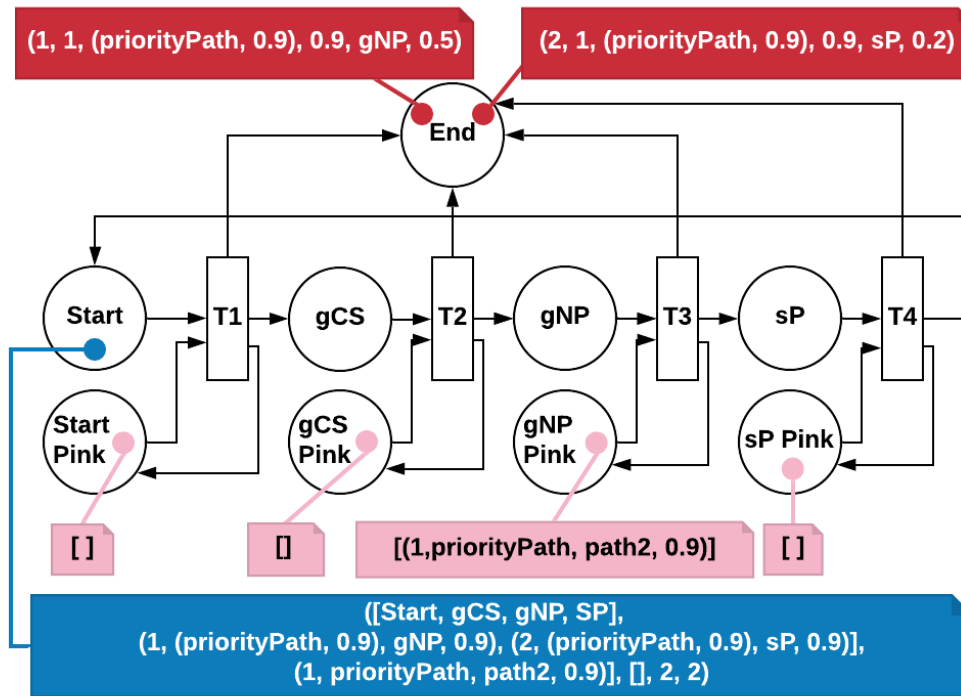 (1, 1, (priorityPath, 0.9), 0.9, gNP, 0.5)
(2, 1, (priorityPath, 0.9), 0.9, sP, 0.2)
End
Start
T1
gCS
T2
gNP
T3
sP
T4
Start
Pink
gCS
Pink
gNP
Pink
sP Pink
[ ]
[]
[(1,priorityPath, path2, 0.9)]
[ ]
([Start, gCS, gNP, SP],
(1, (priorityPath, 0.9), gNP, 0.9), (2, (priorityPath, 0.9), sP, 0.9)],
(1, priorityPath, path2, 0.9)], [], 2, 2)